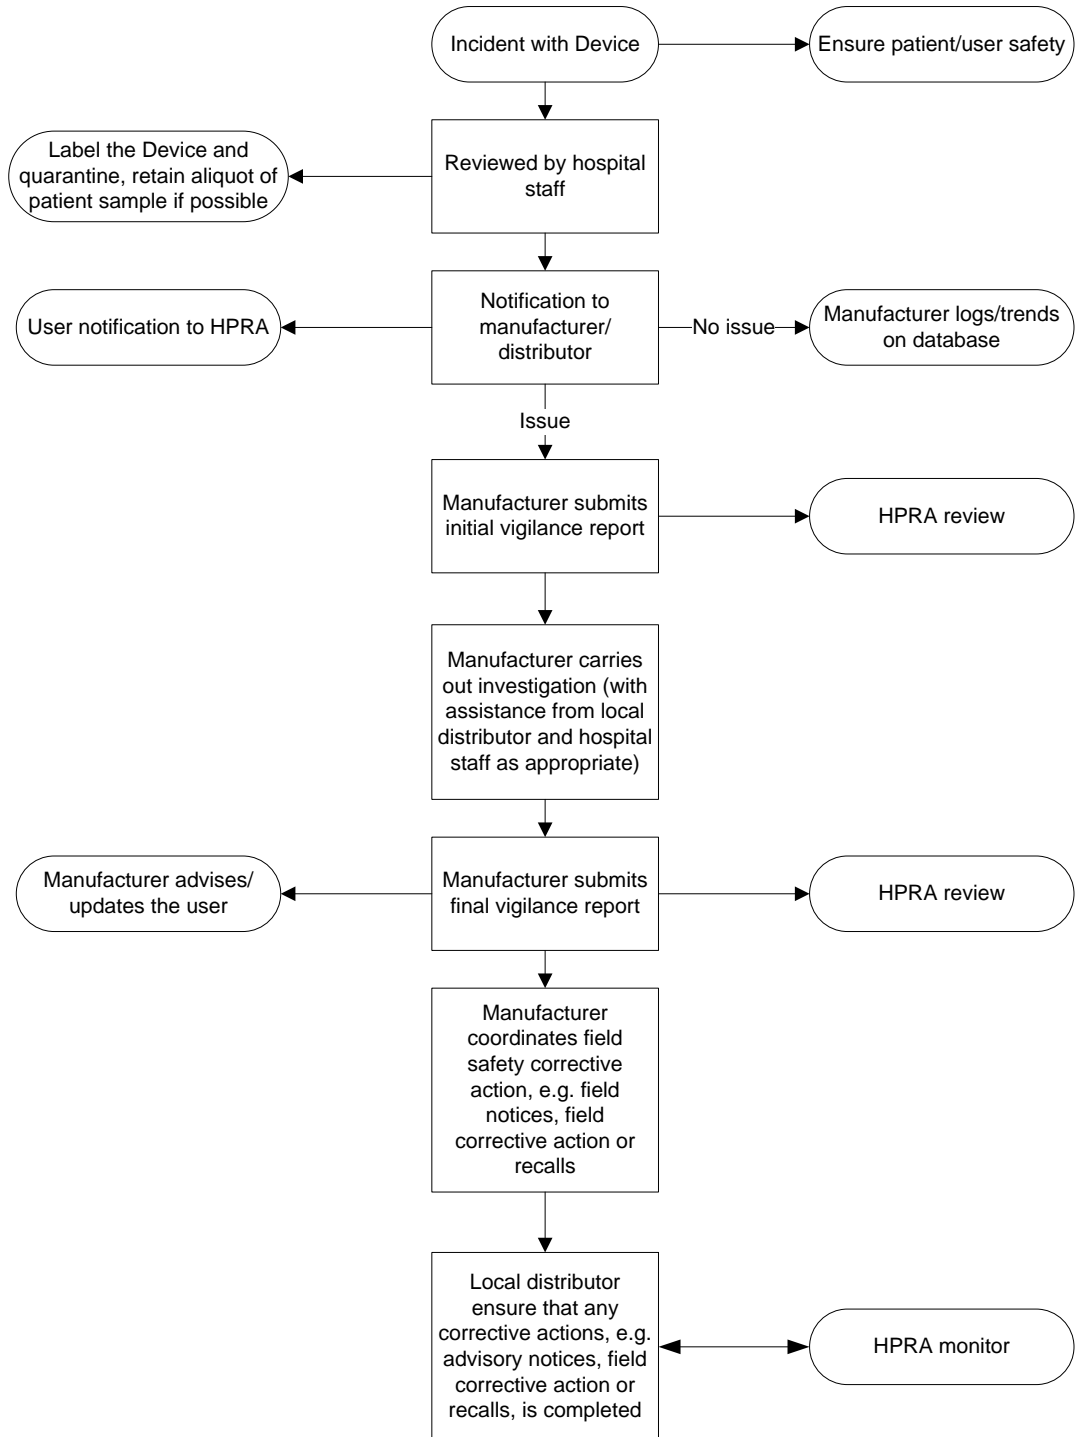 Incident with Device
Ensure patient/user safety
Label the Device and
quarantine, retain aliquot of
patient sample if possible
Reviewed by hospital
staff
User notification to HPRA
Notification to
manufacturer/
distributor
No issue
Manufacturer logs/trends
on database
Issue
Manufacturer submits
initial vigilance report
HPRA review
Manufacturer carries
out investigation (with
assistance from local
distributor and hospital
staff as appropriate)
Manufacturer advises/
updates the user
Manufacturer submits
final vigilance report
HPRA review
Manufacturer
coordinates field
safety corrective
action, e.g. field
notices, field
corrective action or
recalls
Local distributor
ensure that any
corrective actions, e.g.
advisory notices, field
corrective action or
recalls, is completed
HPRA monitor